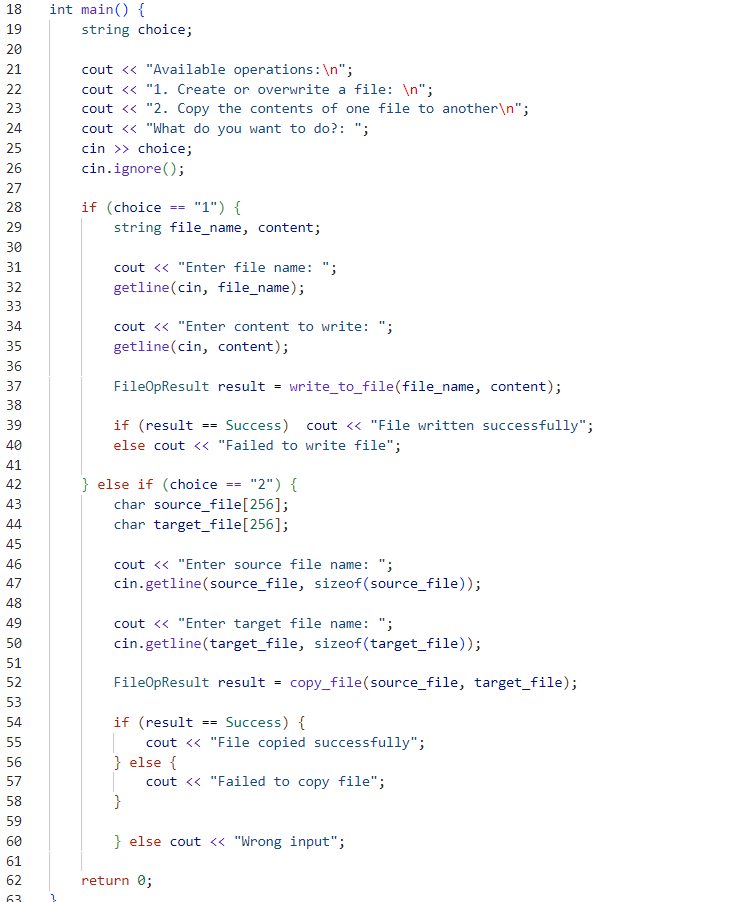 18 int main() {
19     string choice;
20
21     cout << "Available operations:\n";
22     cout << "1. Create or overwrite a file: \n";
23     cout << "2. Copy the contents of one file to another\n";
24     cout << "What do you want to do?: ";
25     cin >> choice;
26     cin.ignore();
27
28     if (choice == "1") {
29         string file_name, content;
30
31         cout << "Enter file name: ";
32         getline(cin, file_name);
33
34         cout << "Enter content to write: ";
35         getline(cin, content);
36
37         FileOpResult result = write_to_file(file_name, content);
38
39         if (result == Success)  cout << "File written successfully";
40         else cout << "Failed to write file";
41
42     } else if (choice == "2") {
43         char source_file[256];
44         char target_file[256];
45
46         cout << "Enter source file name: ";
47         cin.getline(source_file, sizeof(source_file));
48
49         cout << "Enter target file name: ";
50         cin.getline(target_file, sizeof(target_file));
51
52         FileOpResult result = copy_file(source_file, target_file);
53
54         if (result == Success) {
55             cout << "File copied successfully";
56         } else {
57             cout << "Failed to copy file";
58         }
59
60         } else cout << "Wrong input";
61
62     return 0;
63 }